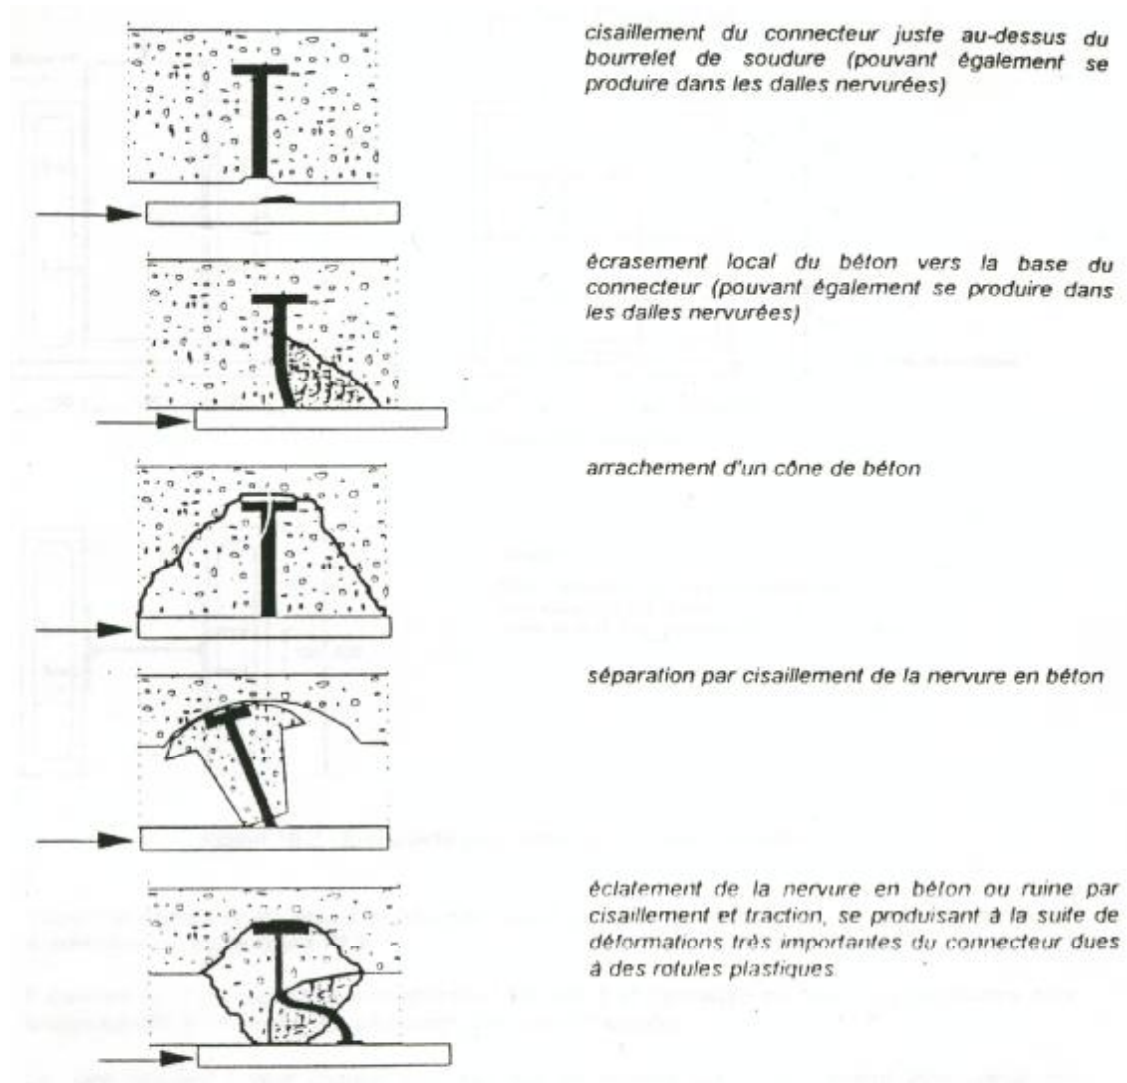 cisaillement du connecteur juste au-dessus du
bourrelet de soudure (pouvant également se
produire dans les dalles nervurées)
écrasement local du béton vers la base du
connecteur (pouvant également se produire dans
les dalles nervurées)
arrachement d'un cône de béton
séparation par cisaillement de la nervure en béton
éclatement de la nervure en béton ou ruine par
cisaillement et traction, se produisant à la suite de
déformations très importantes du connecteur dues
à des rotules plastiques